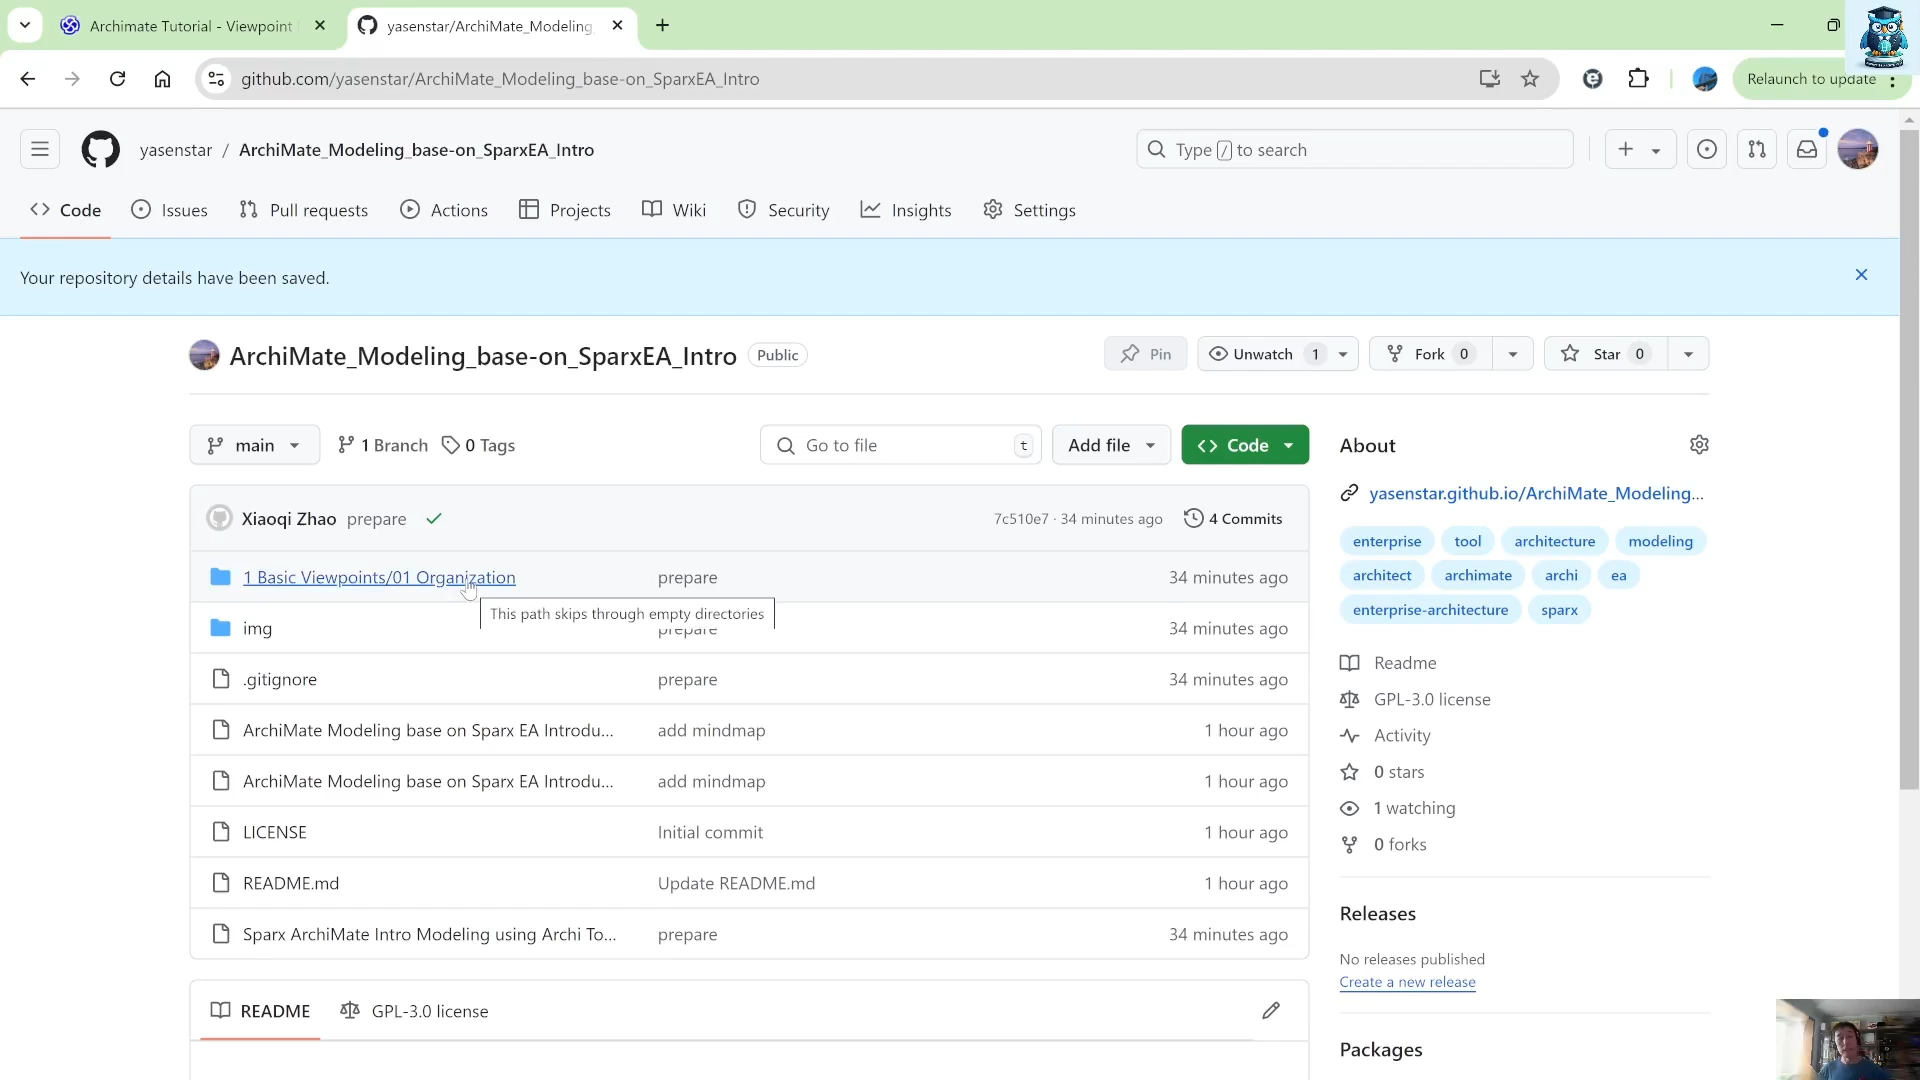 Archimate Tutorial - Viewpoint
yasenstar/ArchiMate_Modeling_
github.com/yasenstar/ArchiMate_Modeling_base-on_SparxEA_Intro
Relaunch to update
yasenstar / ArchiMate_Modeling_base-on_SparxEA_Intro
Type / to search
Code
Issues
Pull requests
Actions
Projects
Wiki
Security
Insights
Settings
Your repository details have been saved.
ArchiMate_Modeling_base-on_SparxEA_Intro Public
Pin
Unwatch 1
Fork 0
Star 0
main
1 Branch
0 Tags
Go to file t
Add file
Code
Xiaoqi Zhao prepare
7c510e7 · 34 minutes ago
4 Commits
1 Basic Viewpoints/01 Organization prepare 34 minutes ago
This path skips through empty directories
img prepare 34 minutes ago
.gitignore prepare 34 minutes ago
ArchiMate Modeling base on Sparx EA Introdu... add mindmap 1 hour ago
ArchiMate Modeling base on Sparx EA Introdu... add mindmap 1 hour ago
LICENSE Initial commit 1 hour ago
README.md Update README.md 1 hour ago
Sparx ArchiMate Intro Modeling using Archi To... prepare 34 minutes ago
README
GPL-3.0 license
About
yasenstar.github.io/ArchiMate_Modeling...
enterprise tool architecture modeling
architect archimate archi ea
enterprise-architecture sparx
Readme
GPL-3.0 license
Activity
0 stars
1 watching
0 forks
Releases
No releases published
Create a new release
Packages